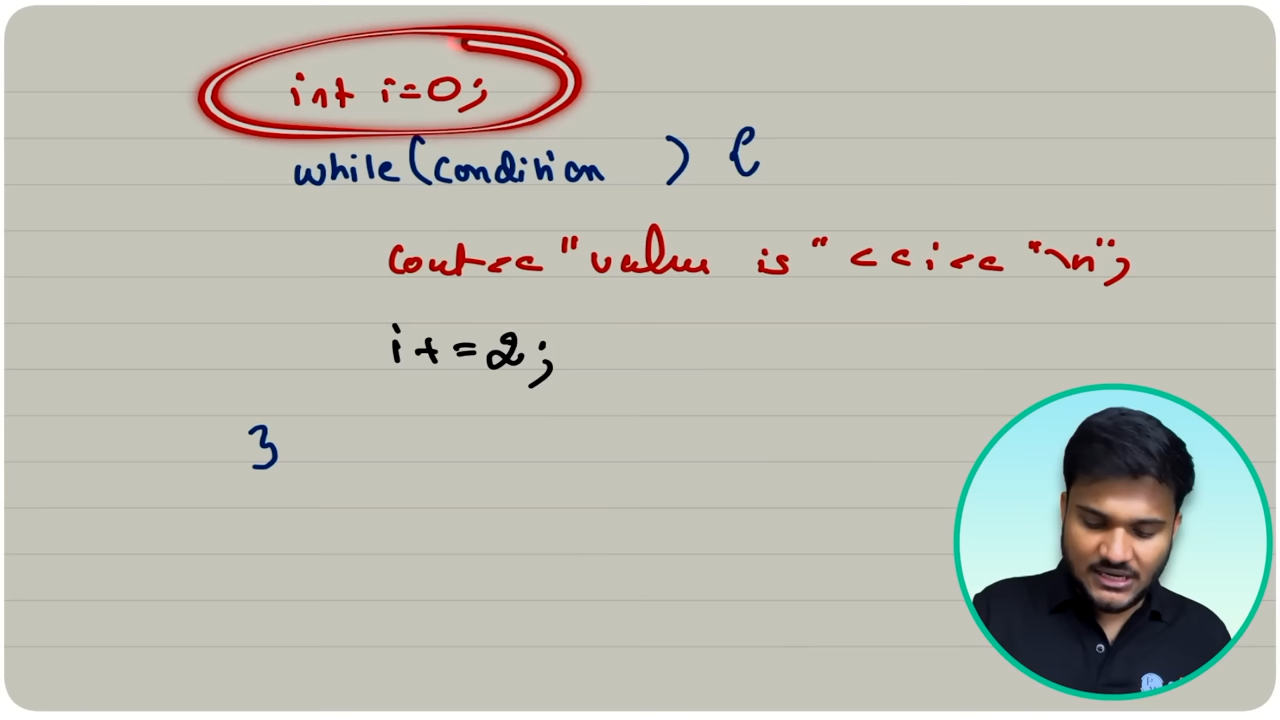 int i=0;
while(condition ) {
cout<< "value is" << i << "\n";
i+=2;
}